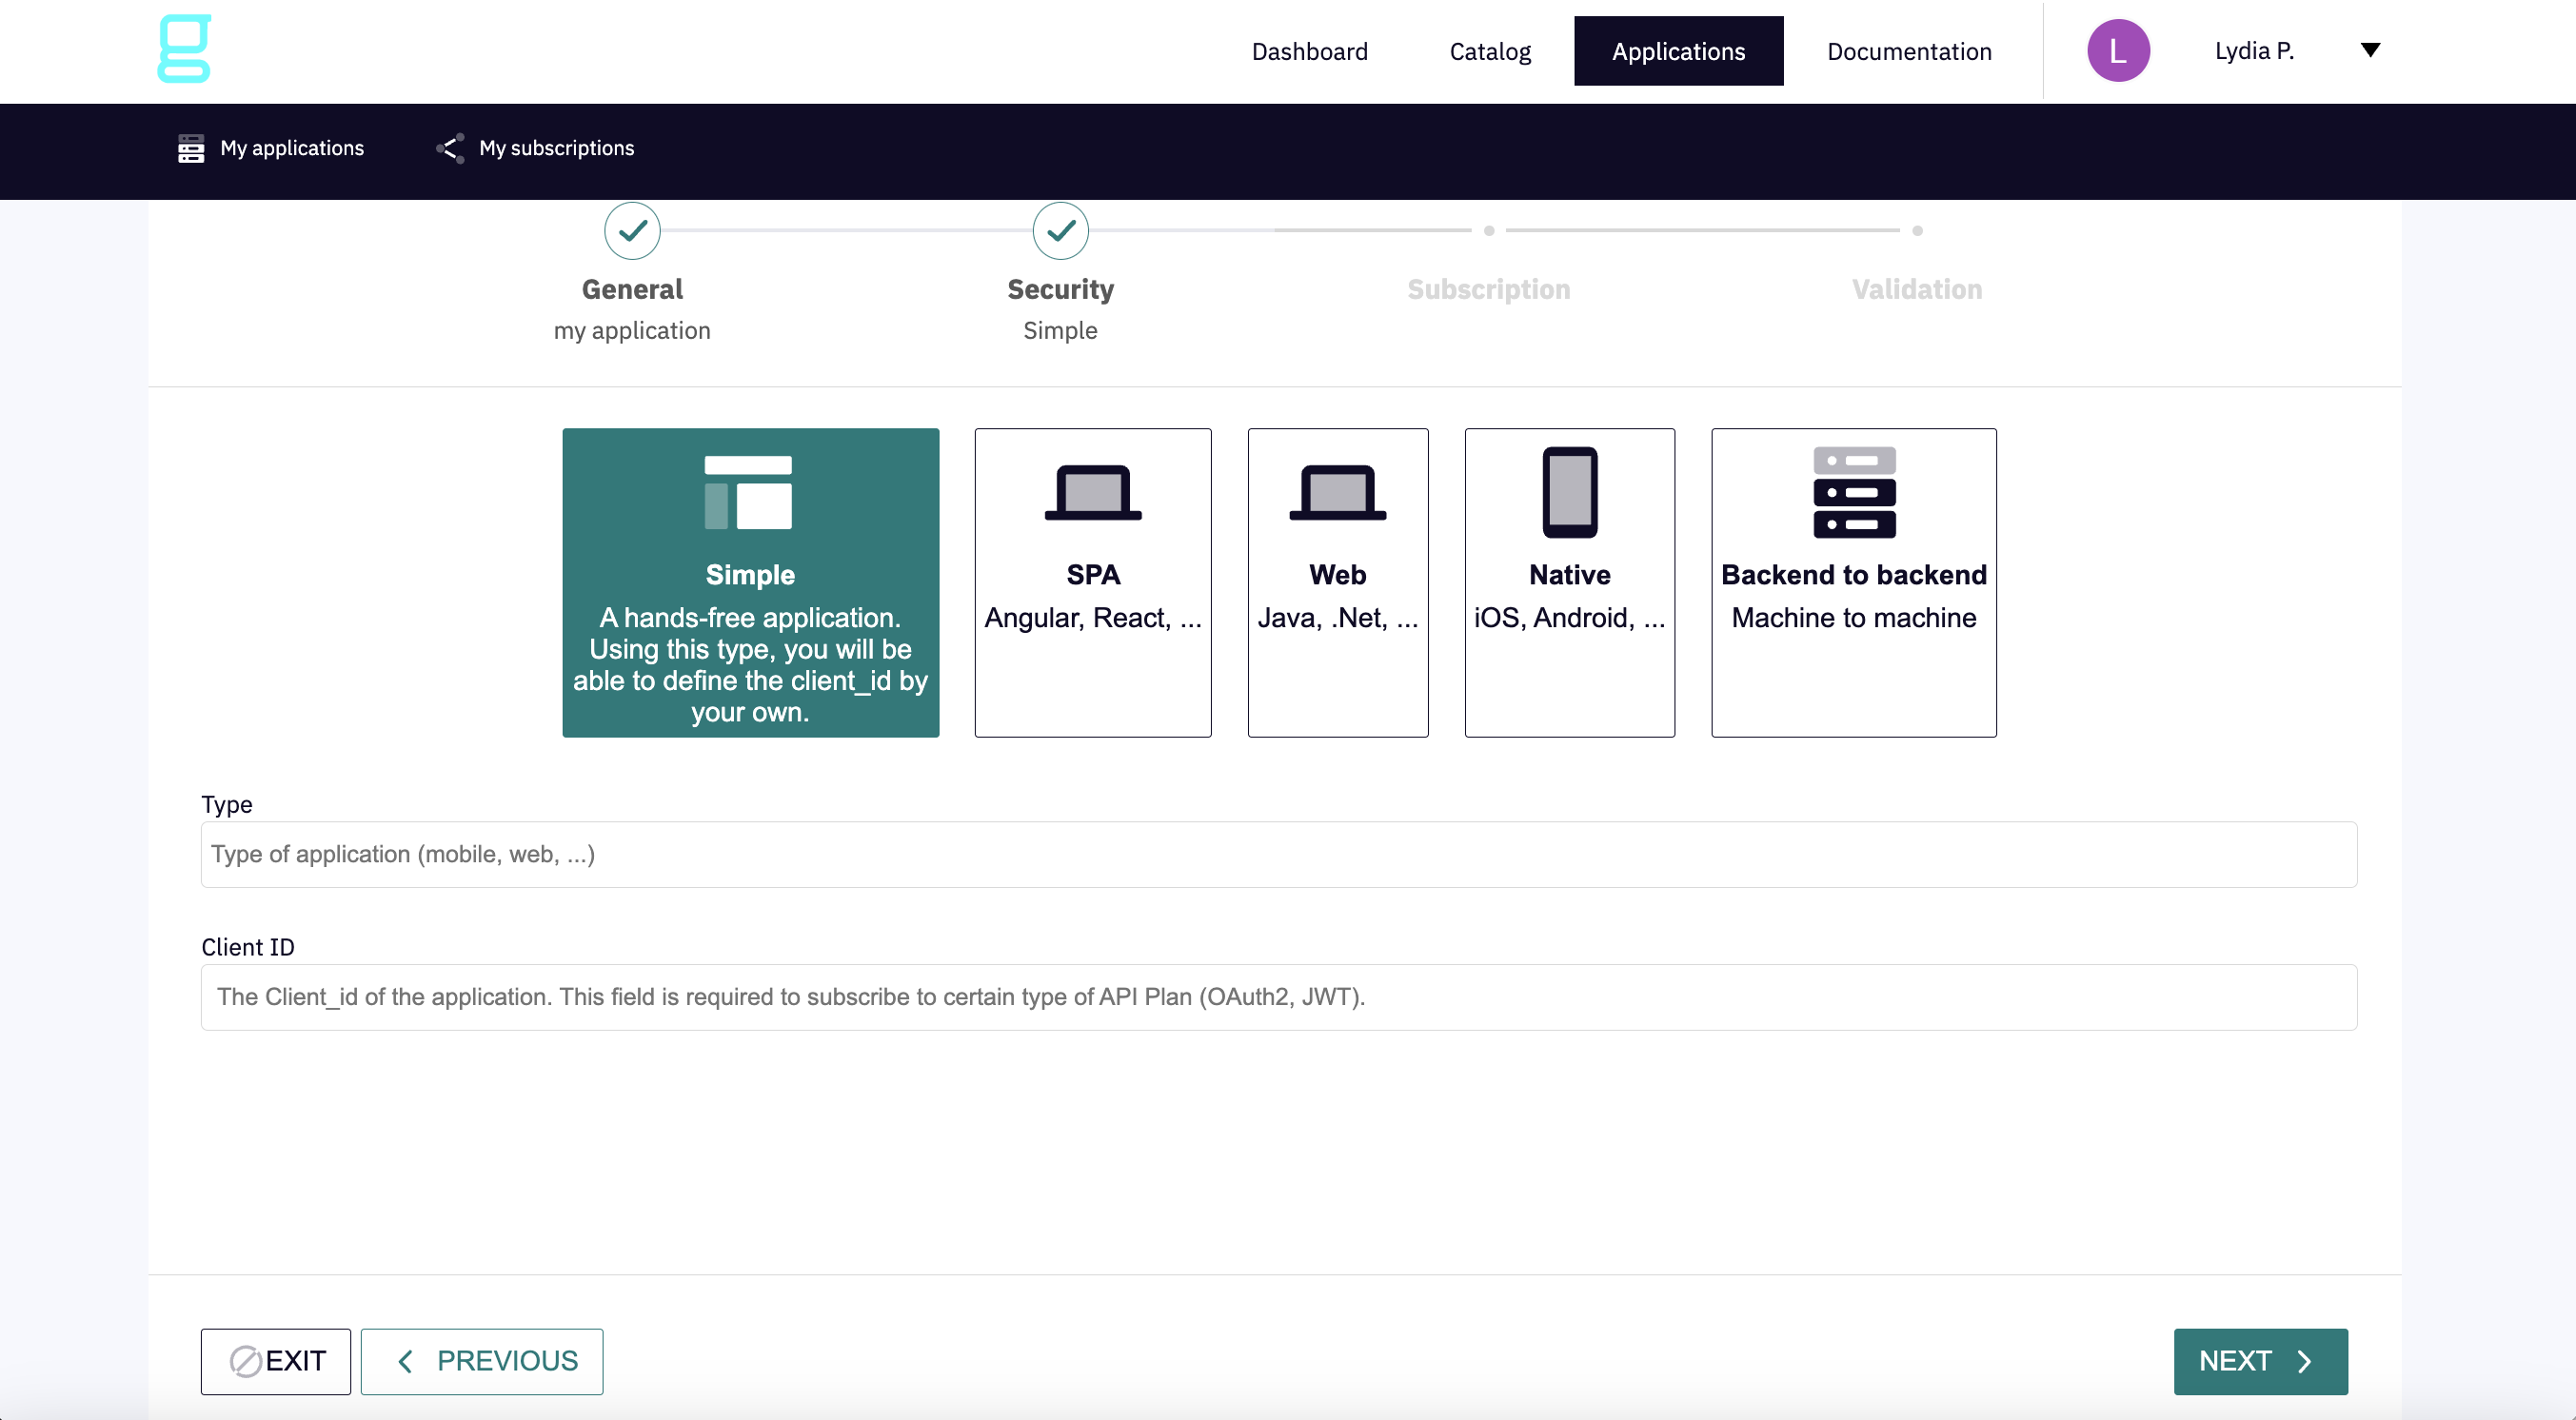 g
Dashboard
Catalog
Applications
Documentation
L
Lydia P.
My applications
My subscriptions
General
my application
Security
Simple
Subscription
Validation
Simple
A hands-free application.
Using this type, you will be
able to define the client_id by
your own.
SPA
Angular, React, ...
Web
Java, .Net, ...
Native
iOS, Android, ...
Backend to backend
Machine to machine
Type
Type of application (mobile, web, ...)
Client ID
The Client_id of the application. This field is required to subscribe to certain type of API Plan (OAuth2, JWT).
EXIT
PREVIOUS
NEXT